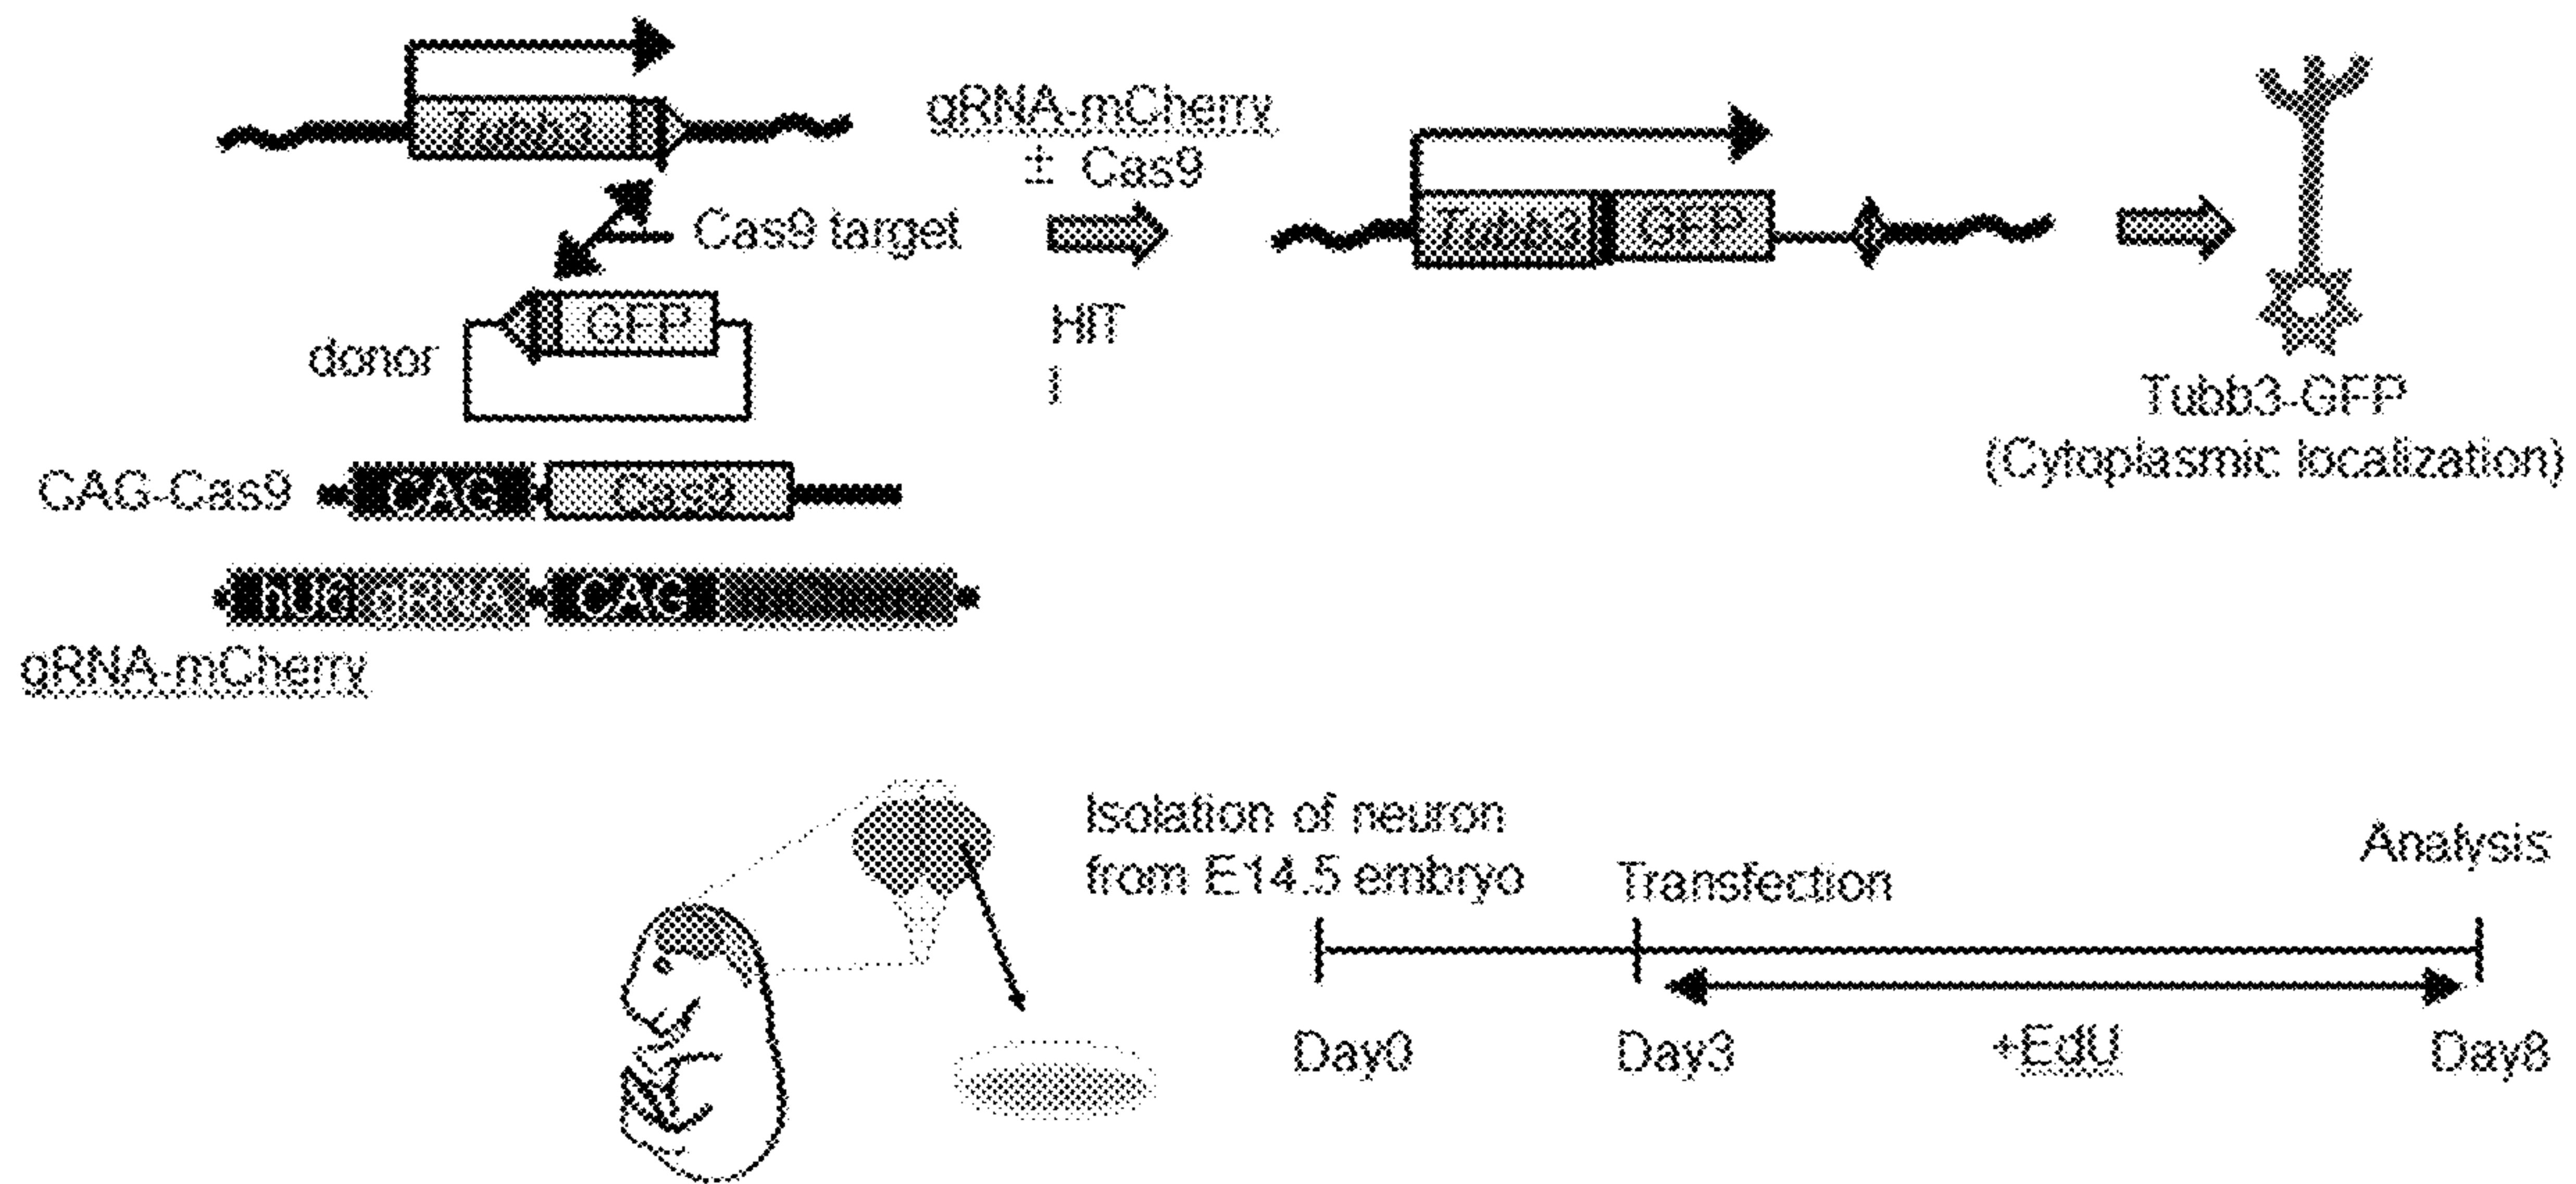 Tubb3
gRNA-mCherry
± Cas9
Cas9 target
Tubb3 GFP
GFP
donor
HIT
I
Tubb3-GFP
(Cytoplasmic localization)
CAG-Cas9 CAG Cas9
hU6 gRNA CAG mCherry
gRNA-mCherry
Isolation of neuron
from E14.5 embryo
Transfection
Analysis
Day0
Day3
+EdU
Day8